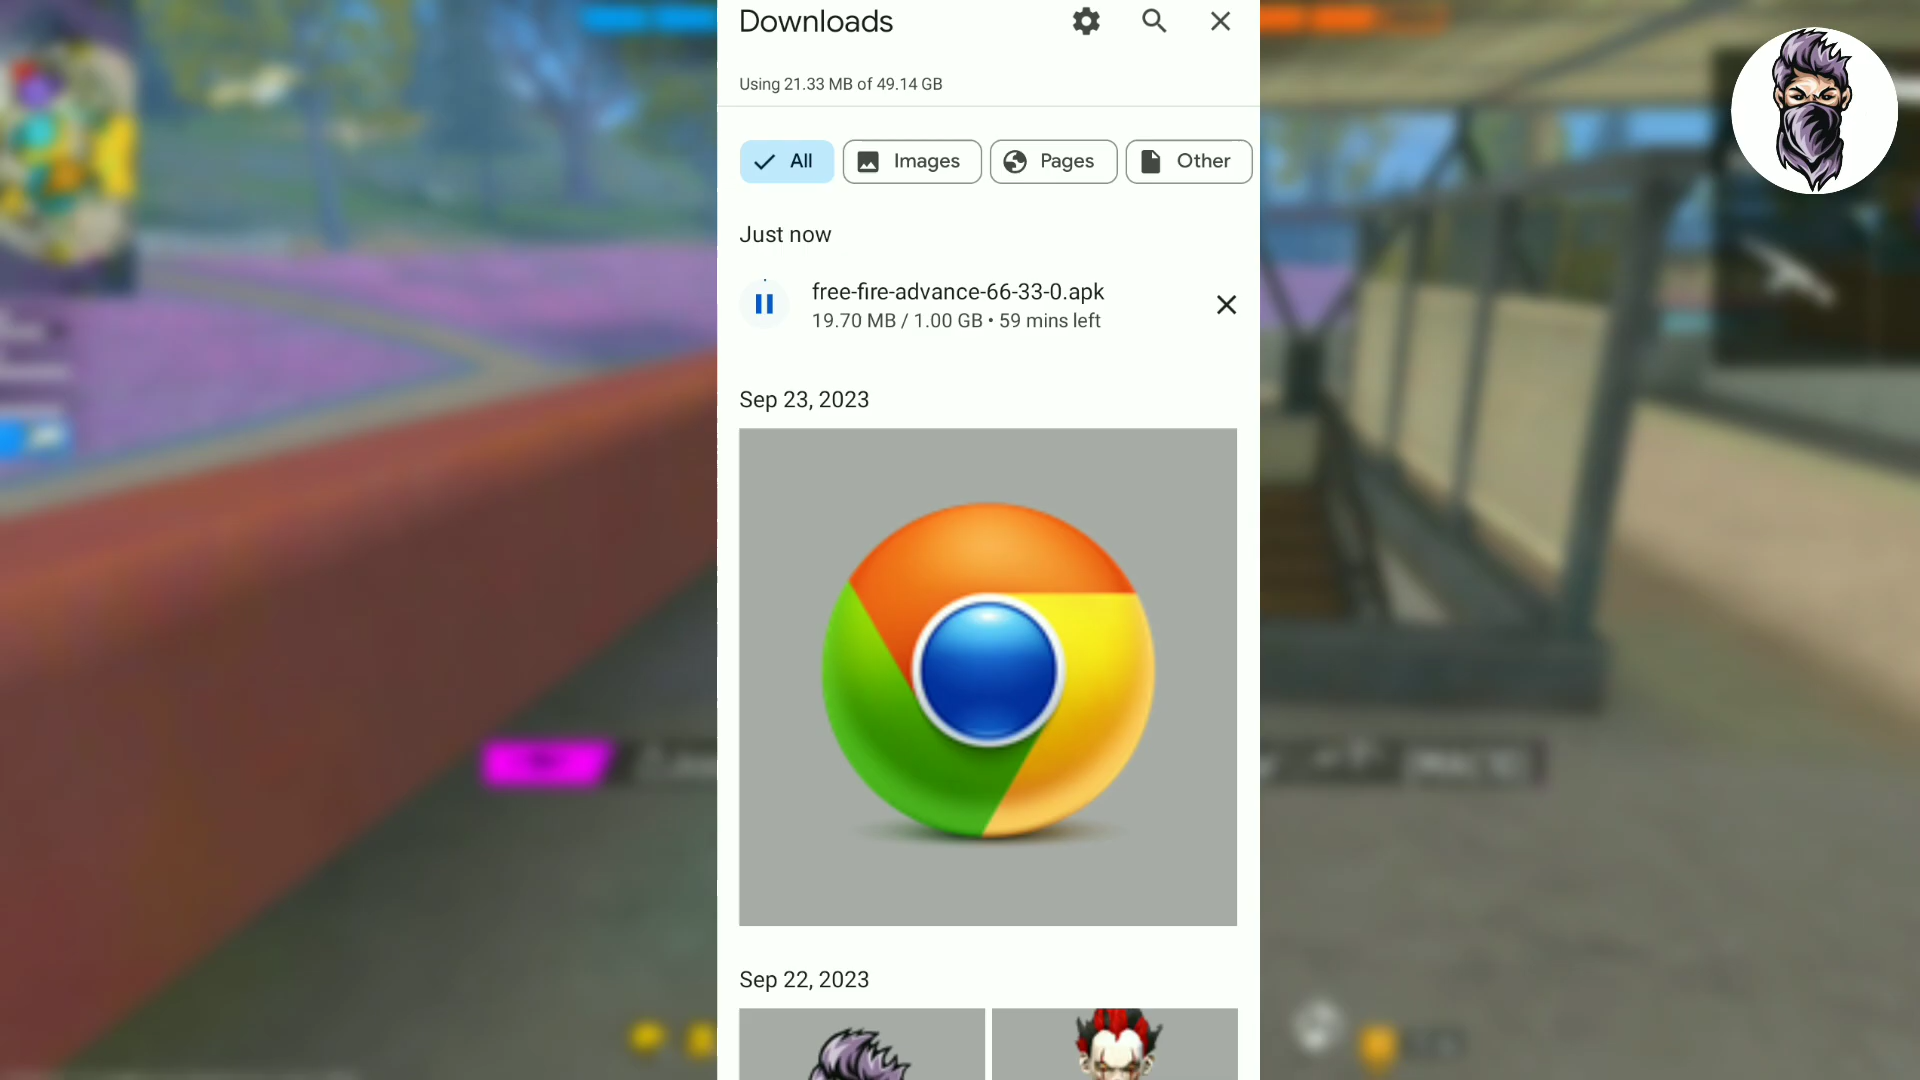 Downloads
Using 21.33 MB of 49.14 GB
All
Images
Pages
Other
Just now
free-fire-advance-66-33-0.apk
19.70 MB / 1.00 GB • 59 mins left
Sep 23, 2023
Sep 22, 2023